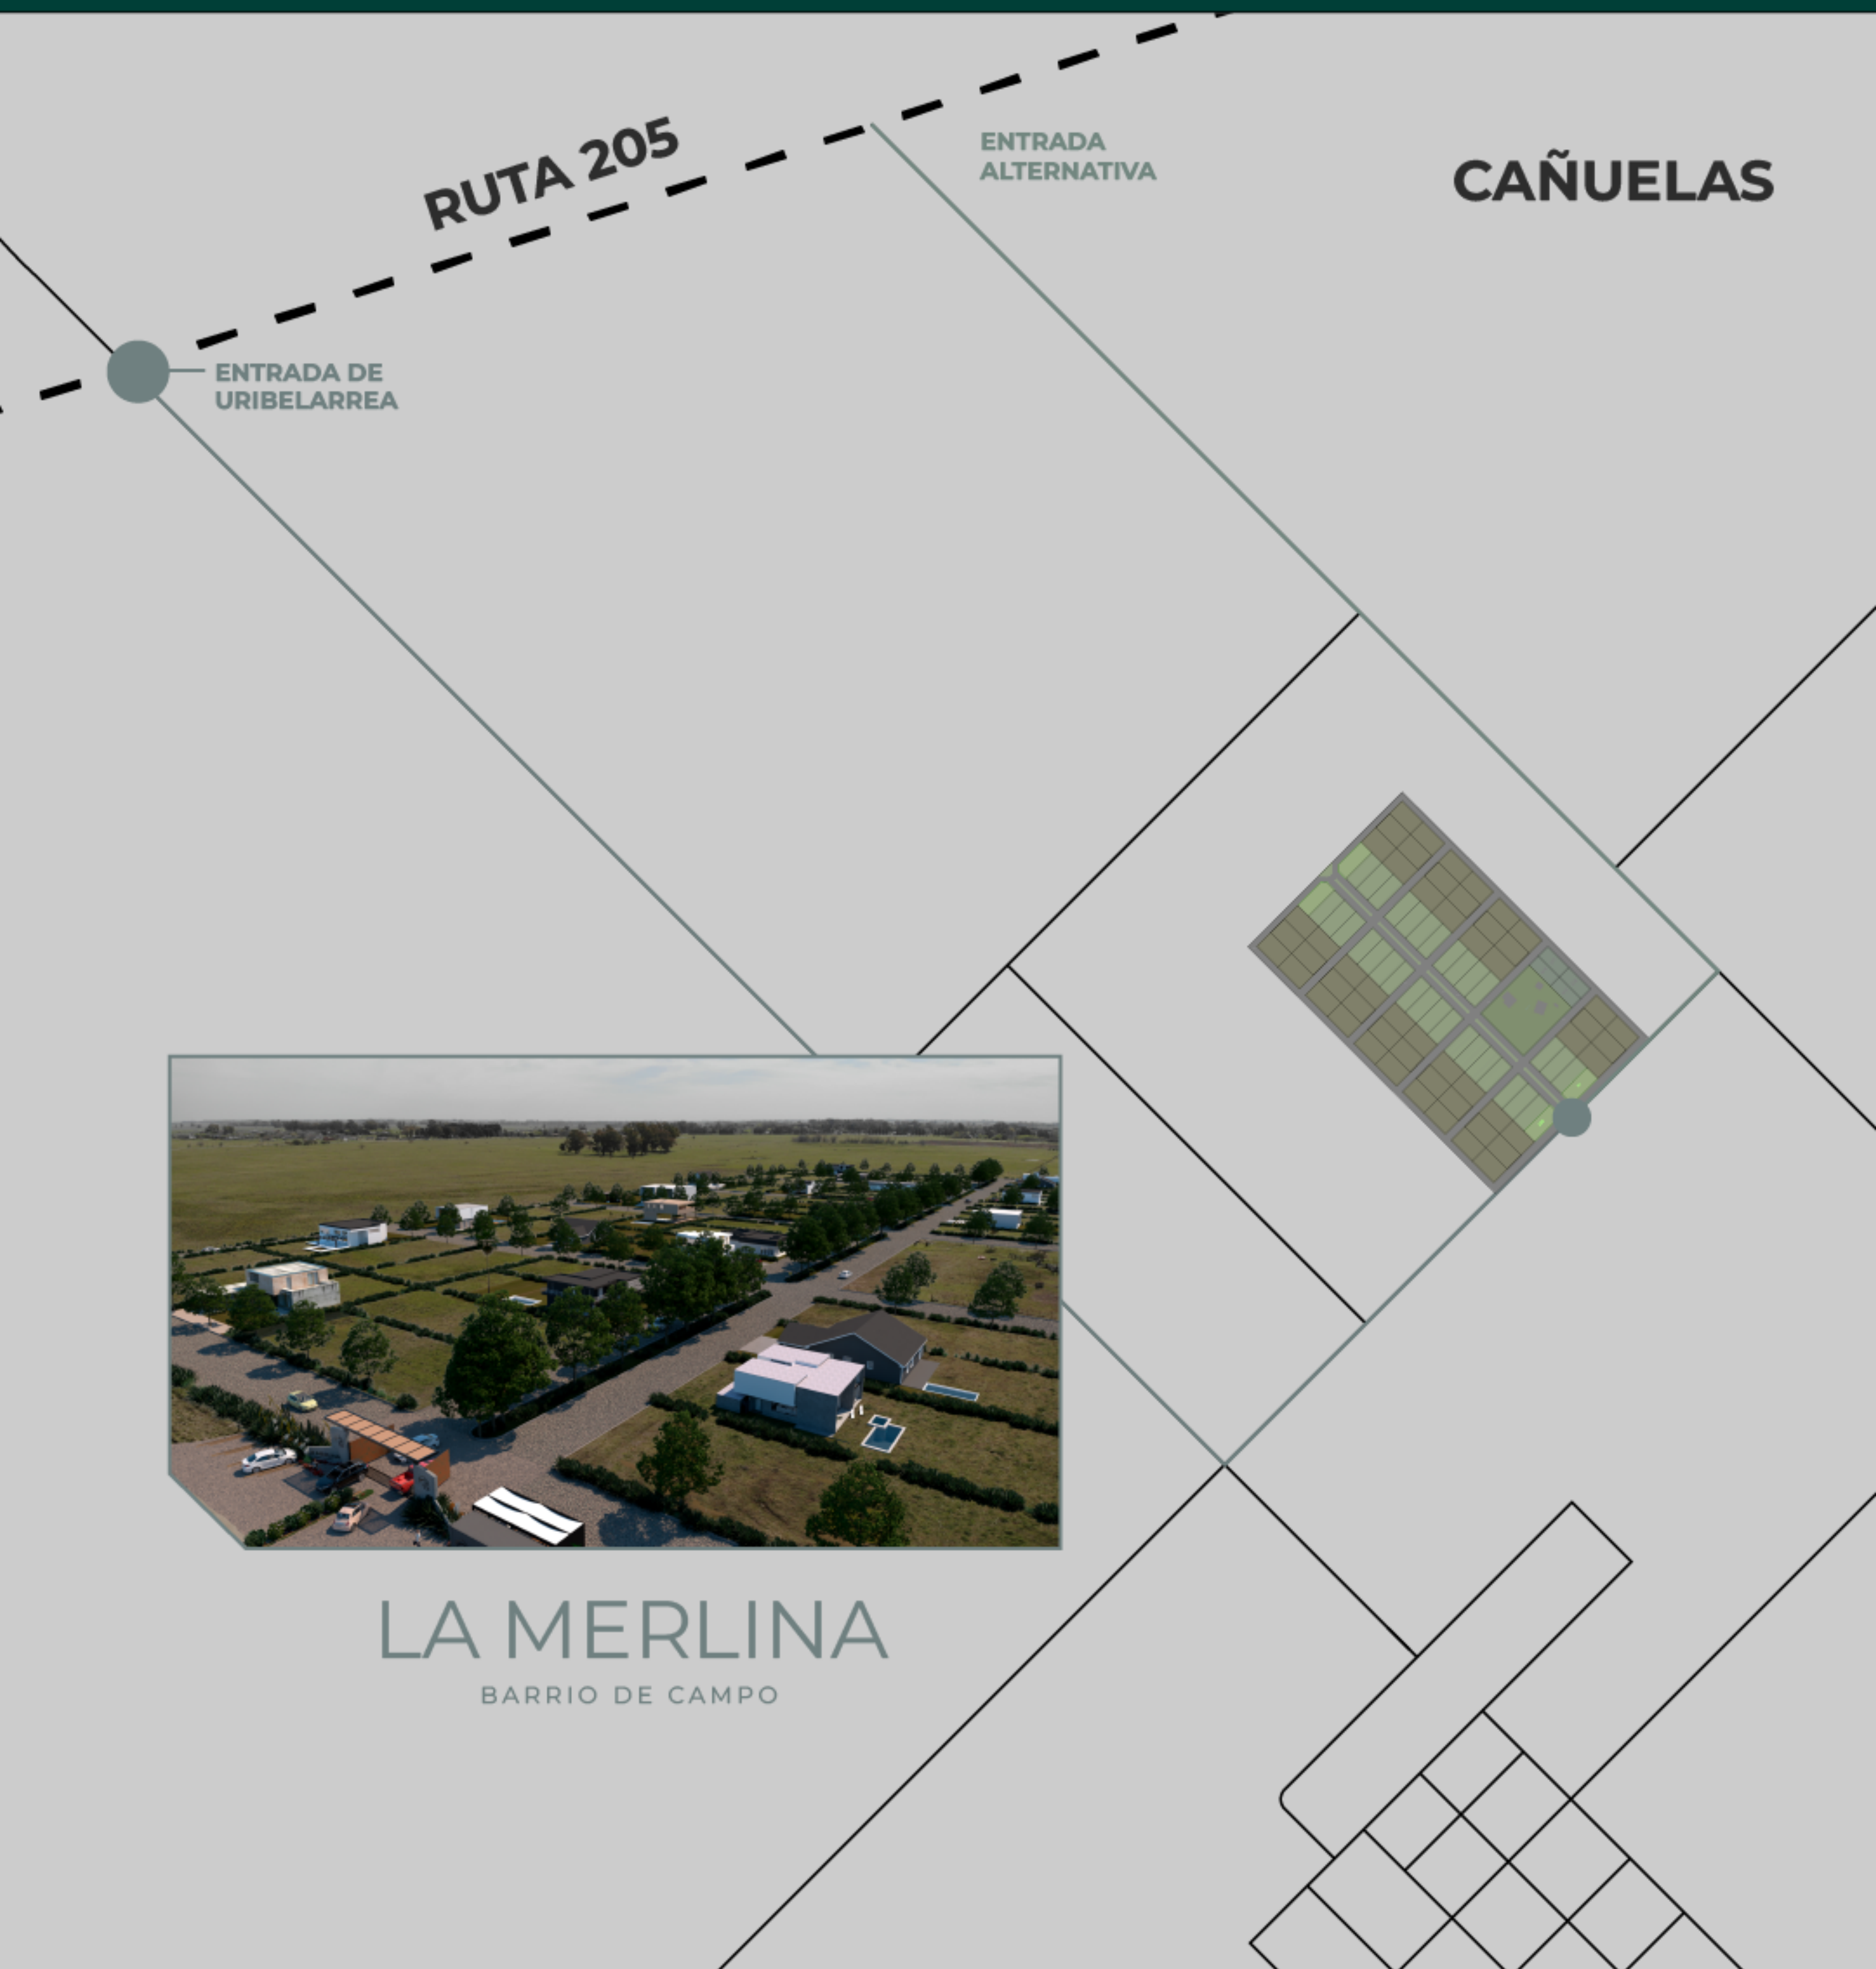 RUTA 205
ENTRADA
ALTERNATIVA
CAÑUELAS
ENTRADA DE
URIBELARREA
LA MERLINA
BARRIO DE CAMPO